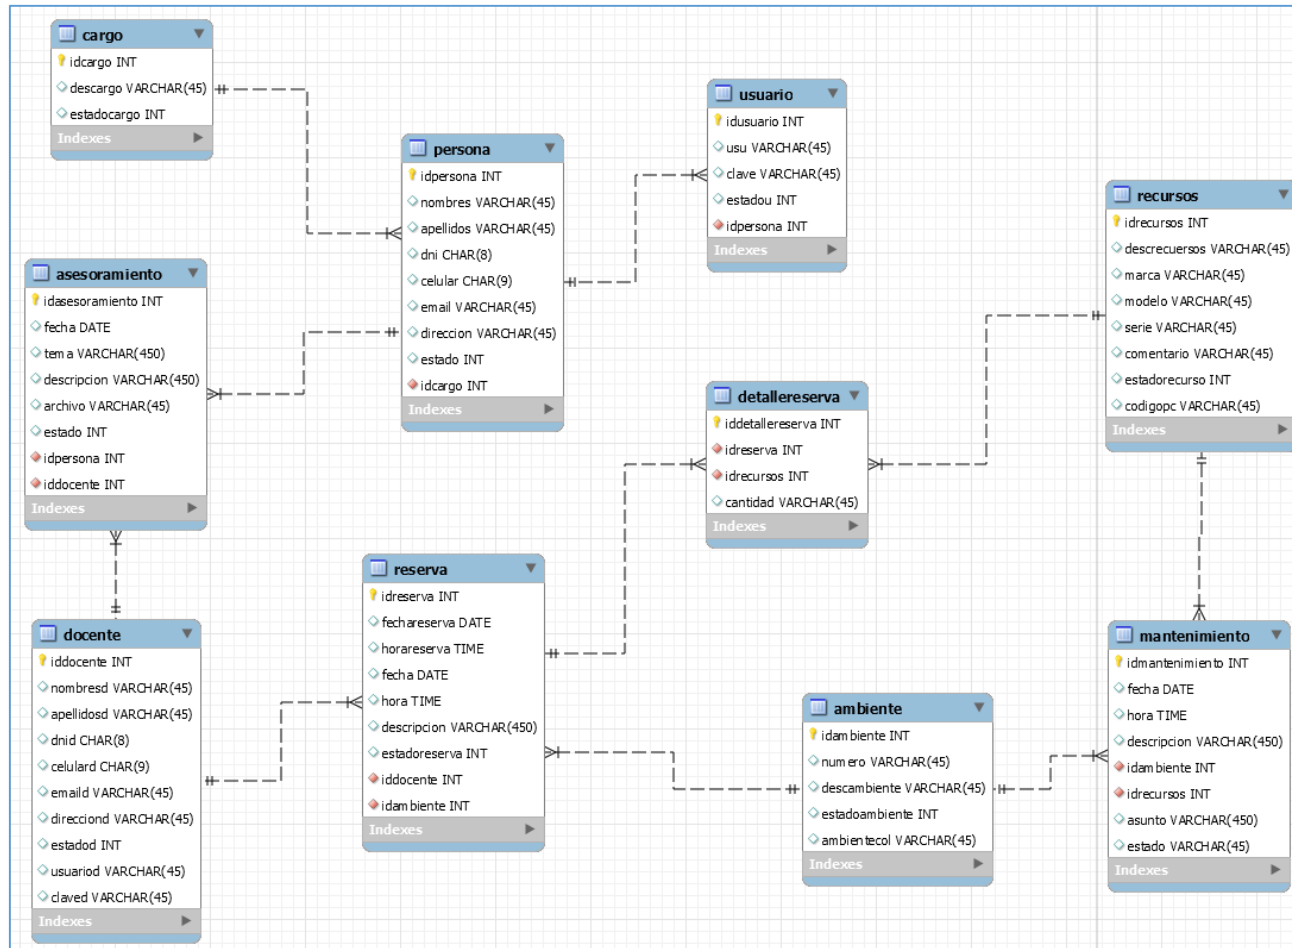 cargo
idcargo INT
descargo VARCHAR(45)
estadocargo INT
Indexes
persona
idpersona INT
nombres VARCHAR(45)
apellidos VARCHAR(45)
dni CHAR(8)
celular CHAR(9)
email VARCHAR(45)
direccion VARCHAR(45)
estado INT
idcargo INT
Indexes
usuario
idusuario INT
usu VARCHAR(45)
clave VARCHAR(45)
estadou INT
idpersona INT
Indexes
recursos
idrecursos INT
descrecuersos VARCHAR(45)
marca VARCHAR(45)
modelo VARCHAR(45)
serie VARCHAR(45)
comentario VARCHAR(45)
estadorecurso INT
codigopc VARCHAR(45)
Indexes
asesoramiento
idasesoramiento INT
fecha DATE
tema VARCHAR(450)
descripcion VARCHAR(450)
archivo VARCHAR(45)
estado INT
idpersona INT
iddocente INT
Indexes
detallereserva
iddetallereserva INT
idreserva INT
idrecursos INT
cantidad VARCHAR(45)
Indexes
reserva
idreserva INT
fechareserva DATE
horareserva TIME
fecha DATE
hora TIME
descripcion VARCHAR(450)
estadoreserva INT
iddocente INT
idambiente INT
Indexes
docente
iddocente INT
nombresd VARCHAR(45)
apellidosd VARCHAR(45)
dnid CHAR(8)
celulard CHAR(9)
emaild VARCHAR(45)
direcciond VARCHAR(45)
estadod INT
usuariod VARCHAR(45)
claved VARCHAR(45)
Indexes
ambiente
idambiente INT
numero VARCHAR(45)
descambiente VARCHAR(45)
estadoambiente INT
ambientecol VARCHAR(45)
Indexes
mantenimiento
idmantenimiento INT
fecha DATE
hora TIME
descripcion VARCHAR(450)
idambiente INT
idrecursos INT
asunto VARCHAR(450)
estado VARCHAR(45)
Indexes